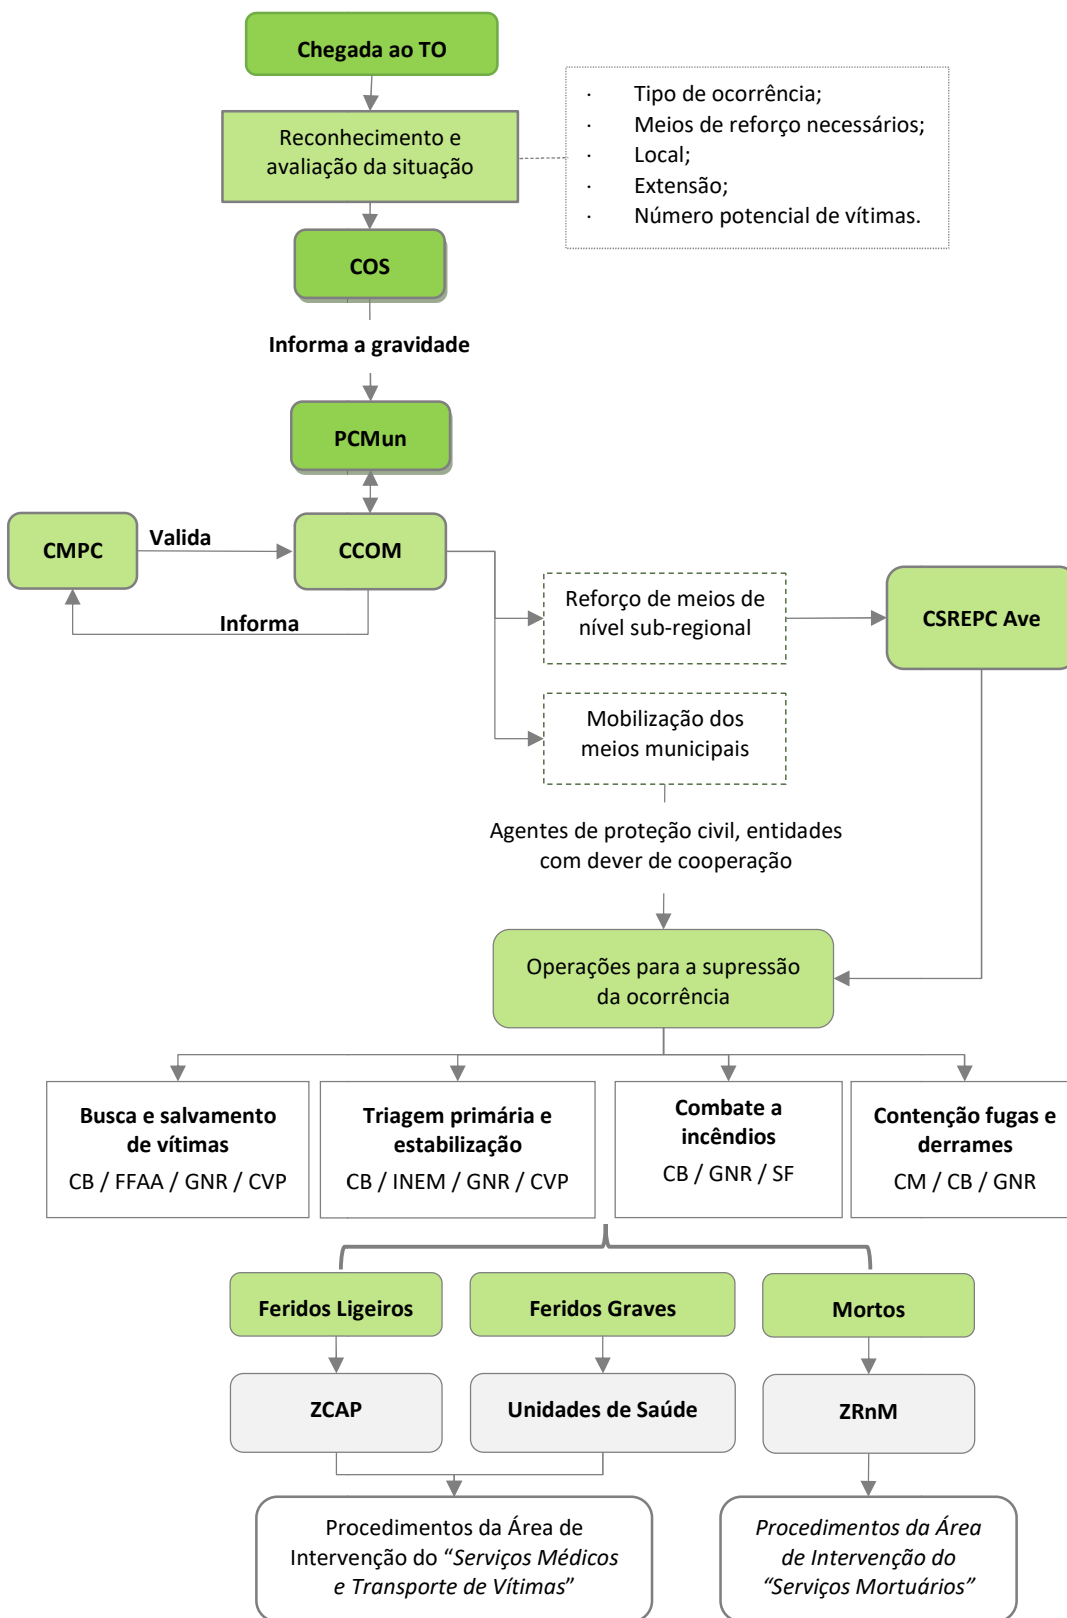 Chegada ao TO
Reconhecimento e
avaliação da situação
· Tipo de ocorrência;
· Meios de reforço necessários;
· Local;
· Extensão;
· Número potencial de vítimas.
COS
Informa a gravidade
PCMun
CMPC
Valida
CCOM
Informa
Reforço de meios de
nível sub-regional
CSREPC Ave
Mobilização dos
meios municipais
Agentes de proteção civil, entidades
com dever de cooperação
Operações para a supressão
da ocorrência
Busca e salvamento
de vítimas
CB / FFAA / GNR / CVP
Triagem primária e
estabilização
CB / INEM / GNR / CVP
Combate a
incêndios
CB / GNR / SF
Contenção fugas e
derrames
CM / CB / GNR
Feridos Ligeiros
Feridos Graves
Mortos
ZCAP
Unidades de Saúde
ZRnM
Procedimentos da Área de
Intervenção do “Serviços Médicos
e Transporte de Vítimas”
Procedimentos da Área
de Intervenção do
“Serviços Mortuários”